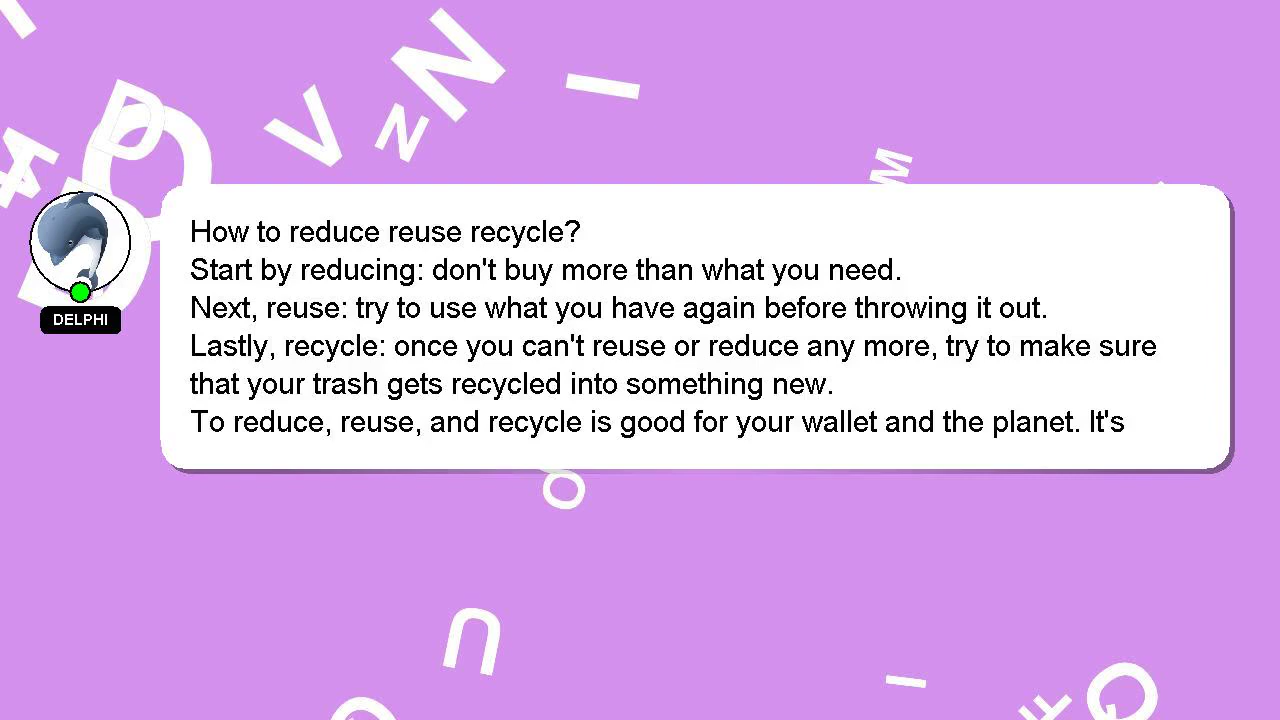 How to reduce reuse recycle?
Start by reducing: don't buy more than what you need.
Next, reuse: try to use what you have again before throwing it out.
Lastly, recycle: once you can't reuse or reduce any more, try to make sure
that your trash gets recycled into something new.
To reduce, reuse, and recycle is good for your wallet and the planet. It's
DELPHI